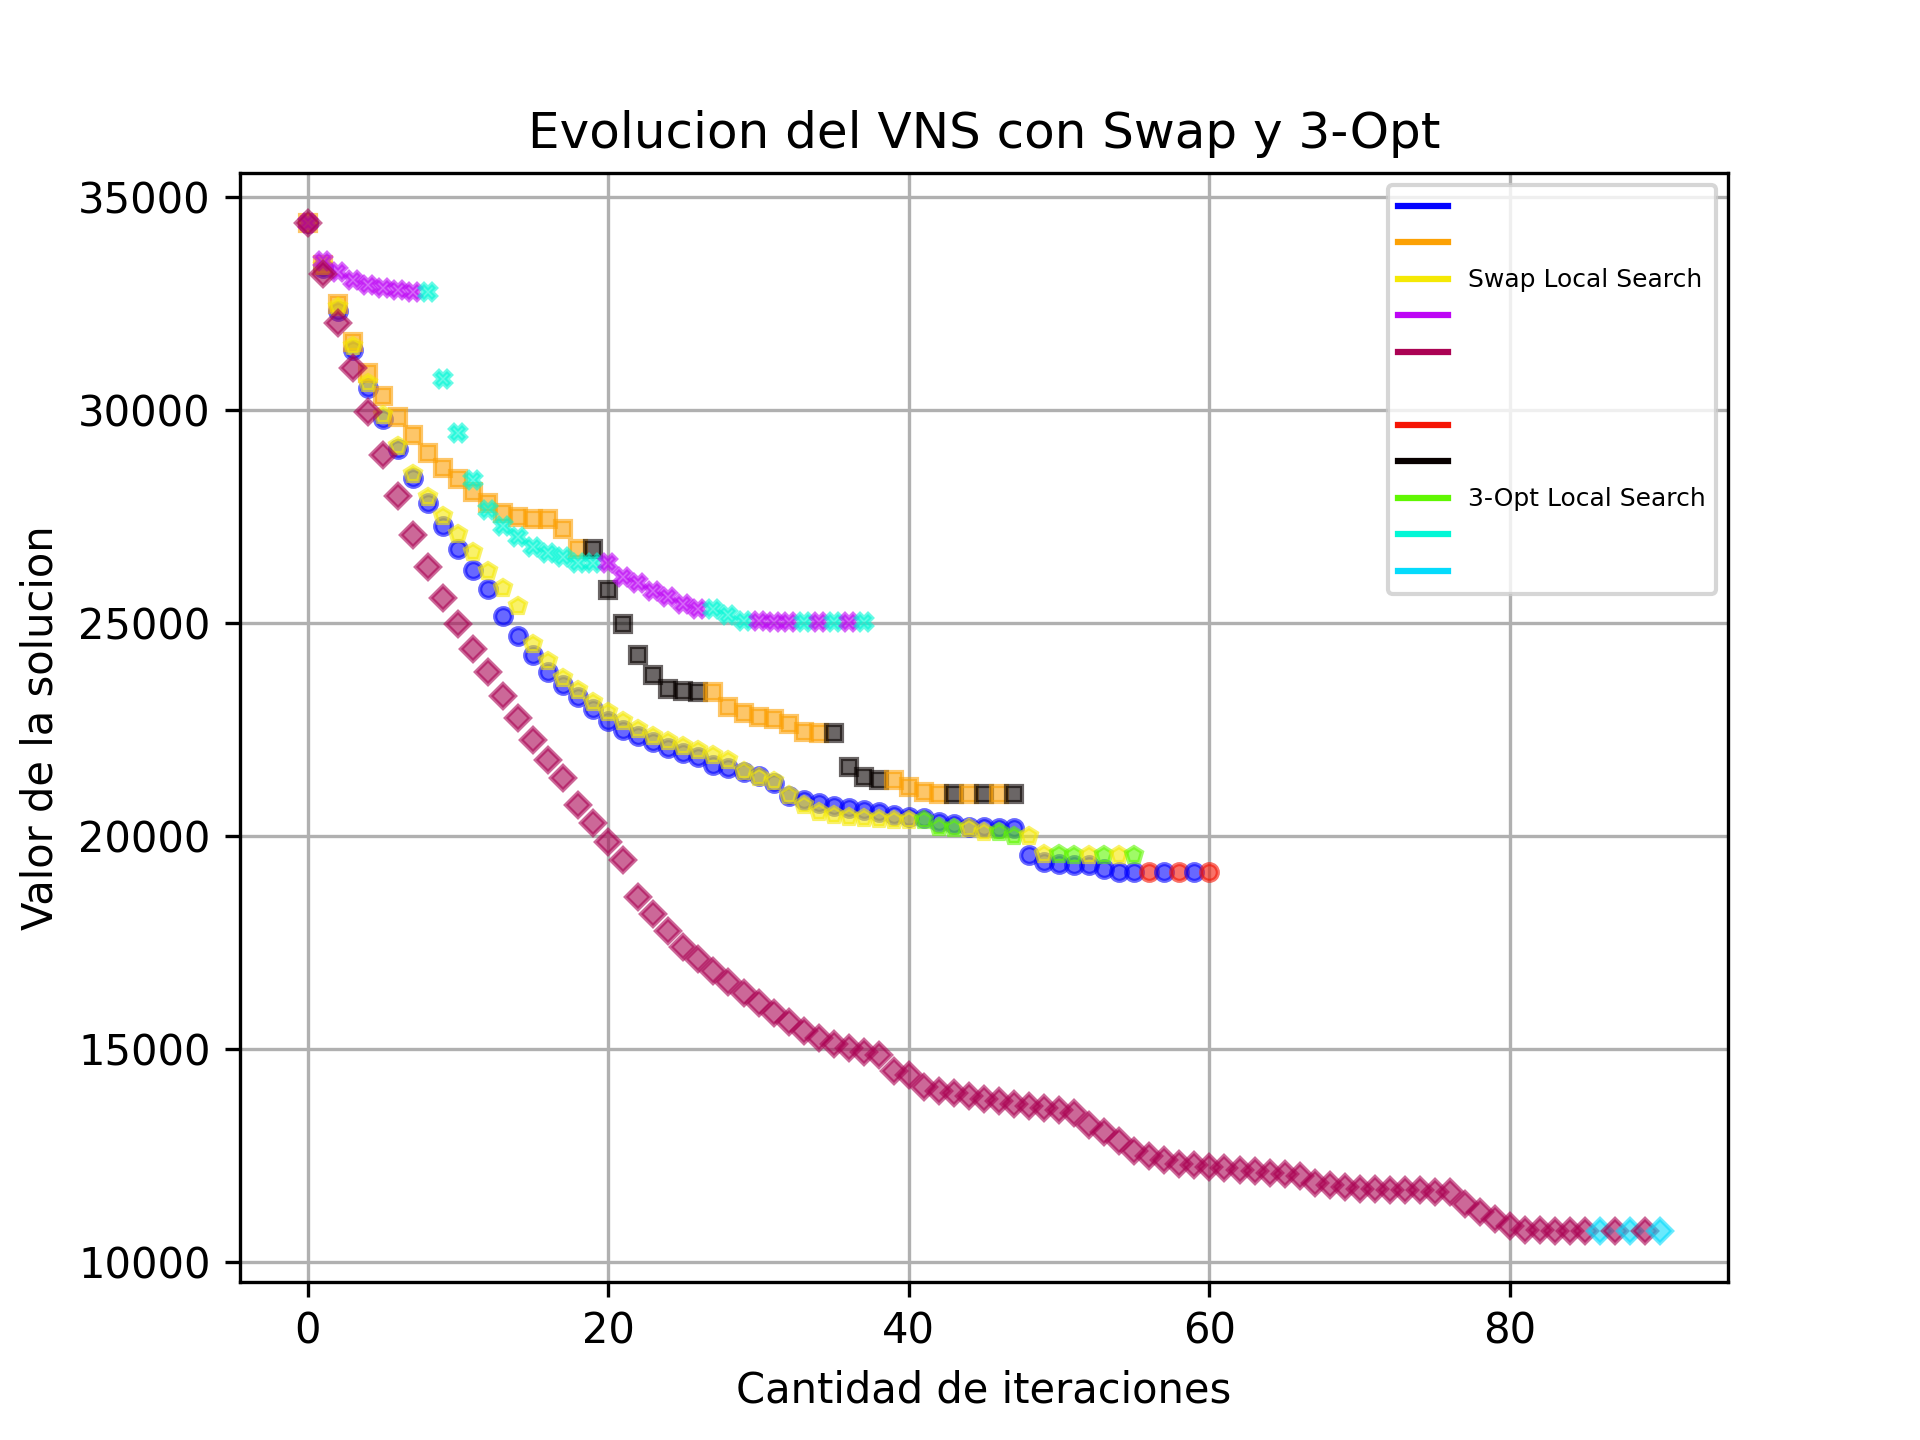 Evolucion del VNS con Swap y 3-Opt
35000
30000
25000
20000
15000
10000
Valor de la solucion
Swap Local Search
3-Opt Local Search
0 20 40 60 80
Cantidad de iteraciones